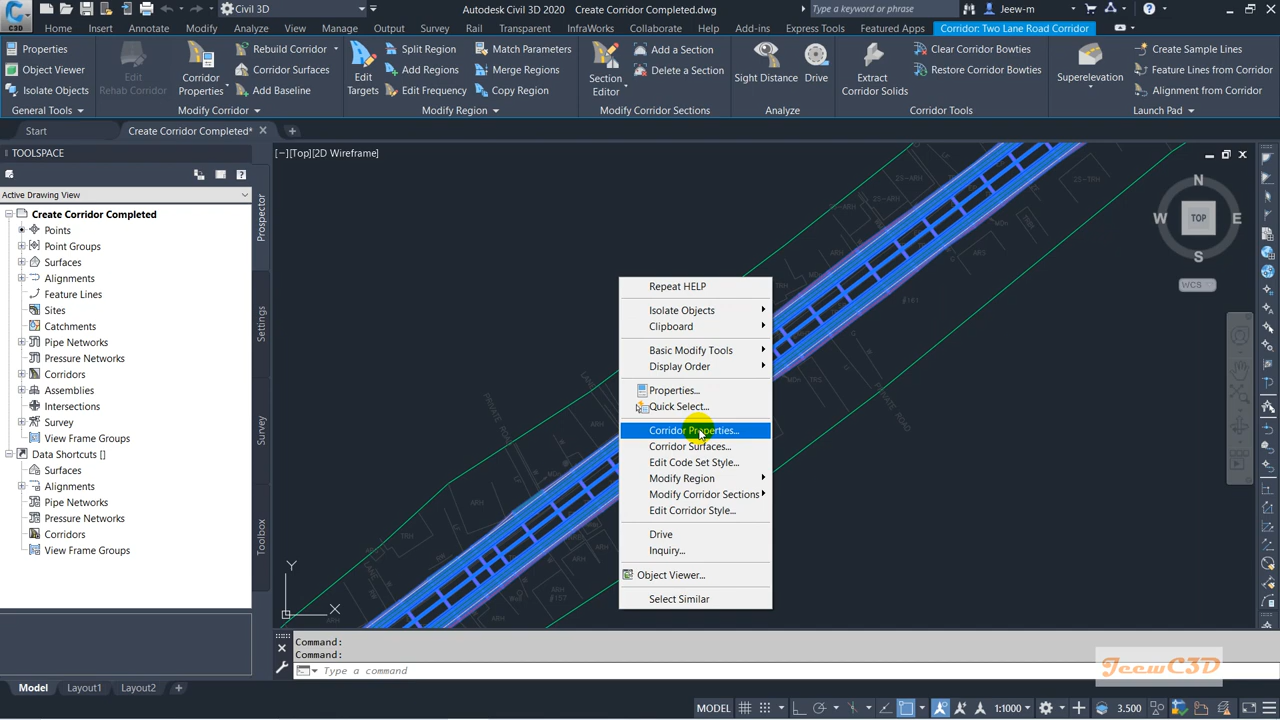 C3D
Civil 3D
Autodesk Civil 3D 2020 Create Corridor Completed.dwg
Type a keyword or phrase
Jeew-m
Home Insert Annotate Modify Analyze View Manage Output Survey Rail Transparent InfraWorks Collaborate Help Add-ins Express Tools Featured Apps Corridor: Two Lane Road Corridor
Properties
Object Viewer
Isolate Objects
General Tools
Edit
Rehab Corridor
Corridor
Properties
Rebuild Corridor
Corridor Surfaces
Add Baseline
Modify Corridor
Edit
Targets
Split Region
Add Regions
Edit Frequency
Match Parameters
Merge Regions
Copy Region
Modify Region
Section
Editor
Add a Section
Delete a Section
Modify Corridor Sections
Sight Distance
Drive
Analyze
Extract
Corridor Solids
Clear Corridor Bowties
Restore Corridor Bowties
Corridor Tools
Superelevation
Create Sample Lines
Feature Lines from Corridor
Alignment from Corridor
Launch Pad
Start
Create Corridor Completed*
TOOLSPACE
Active Drawing View
Create Corridor Completed
Points
Point Groups
Surfaces
Alignments
Feature Lines
Sites
Catchments
Pipe Networks
Pressure Networks
Corridors
Assemblies
Intersections
Survey
View Frame Groups
Data Shortcuts []
Surfaces
Alignments
Pipe Networks
Pressure Networks
Corridors
View Frame Groups
Prospector
Settings
Survey
Toolbox
[−][Top][2D Wireframe]
N
W TOP E
S
WCS
PRIVATE ROAD
PRIVATE ROAD
Repeat HELP
Isolate Objects
Clipboard
Basic Modify Tools
Display Order
Properties...
Quick Select...
Corridor Properties...
Corridor Surfaces...
Edit Code Set Style...
Modify Region
Modify Corridor Sections
Edit Corridor Style...
Drive
Inquiry...
Object Viewer...
Select Similar
Y
X
Command:
Command:
Type a command
JeewC3D
Model Layout1 Layout2
MODEL 1:1000 3.500